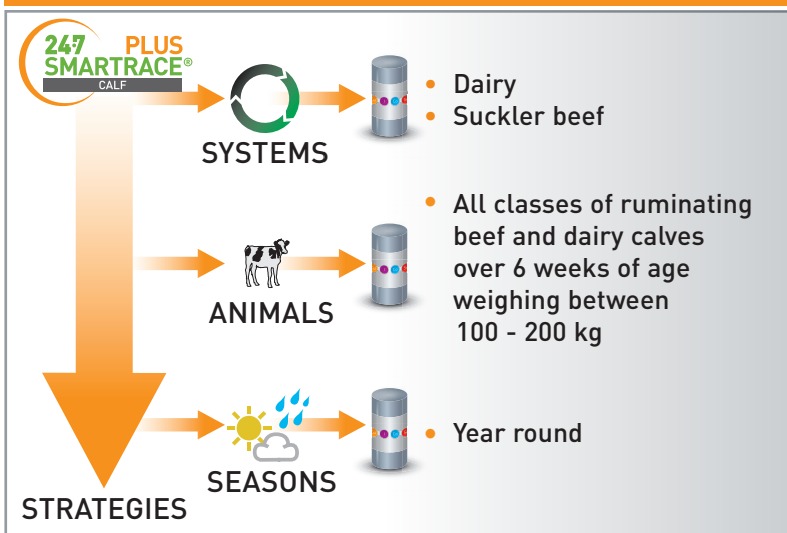 247 PLUS
SMARTRACE®
CALF
SYSTEMS
• Dairy
• Suckler beef
ANIMALS
• All classes of ruminating
beef and dairy calves
over 6 weeks of age
weighing between
100 - 200 kg
SEASONS
• Year round
STRATEGIES